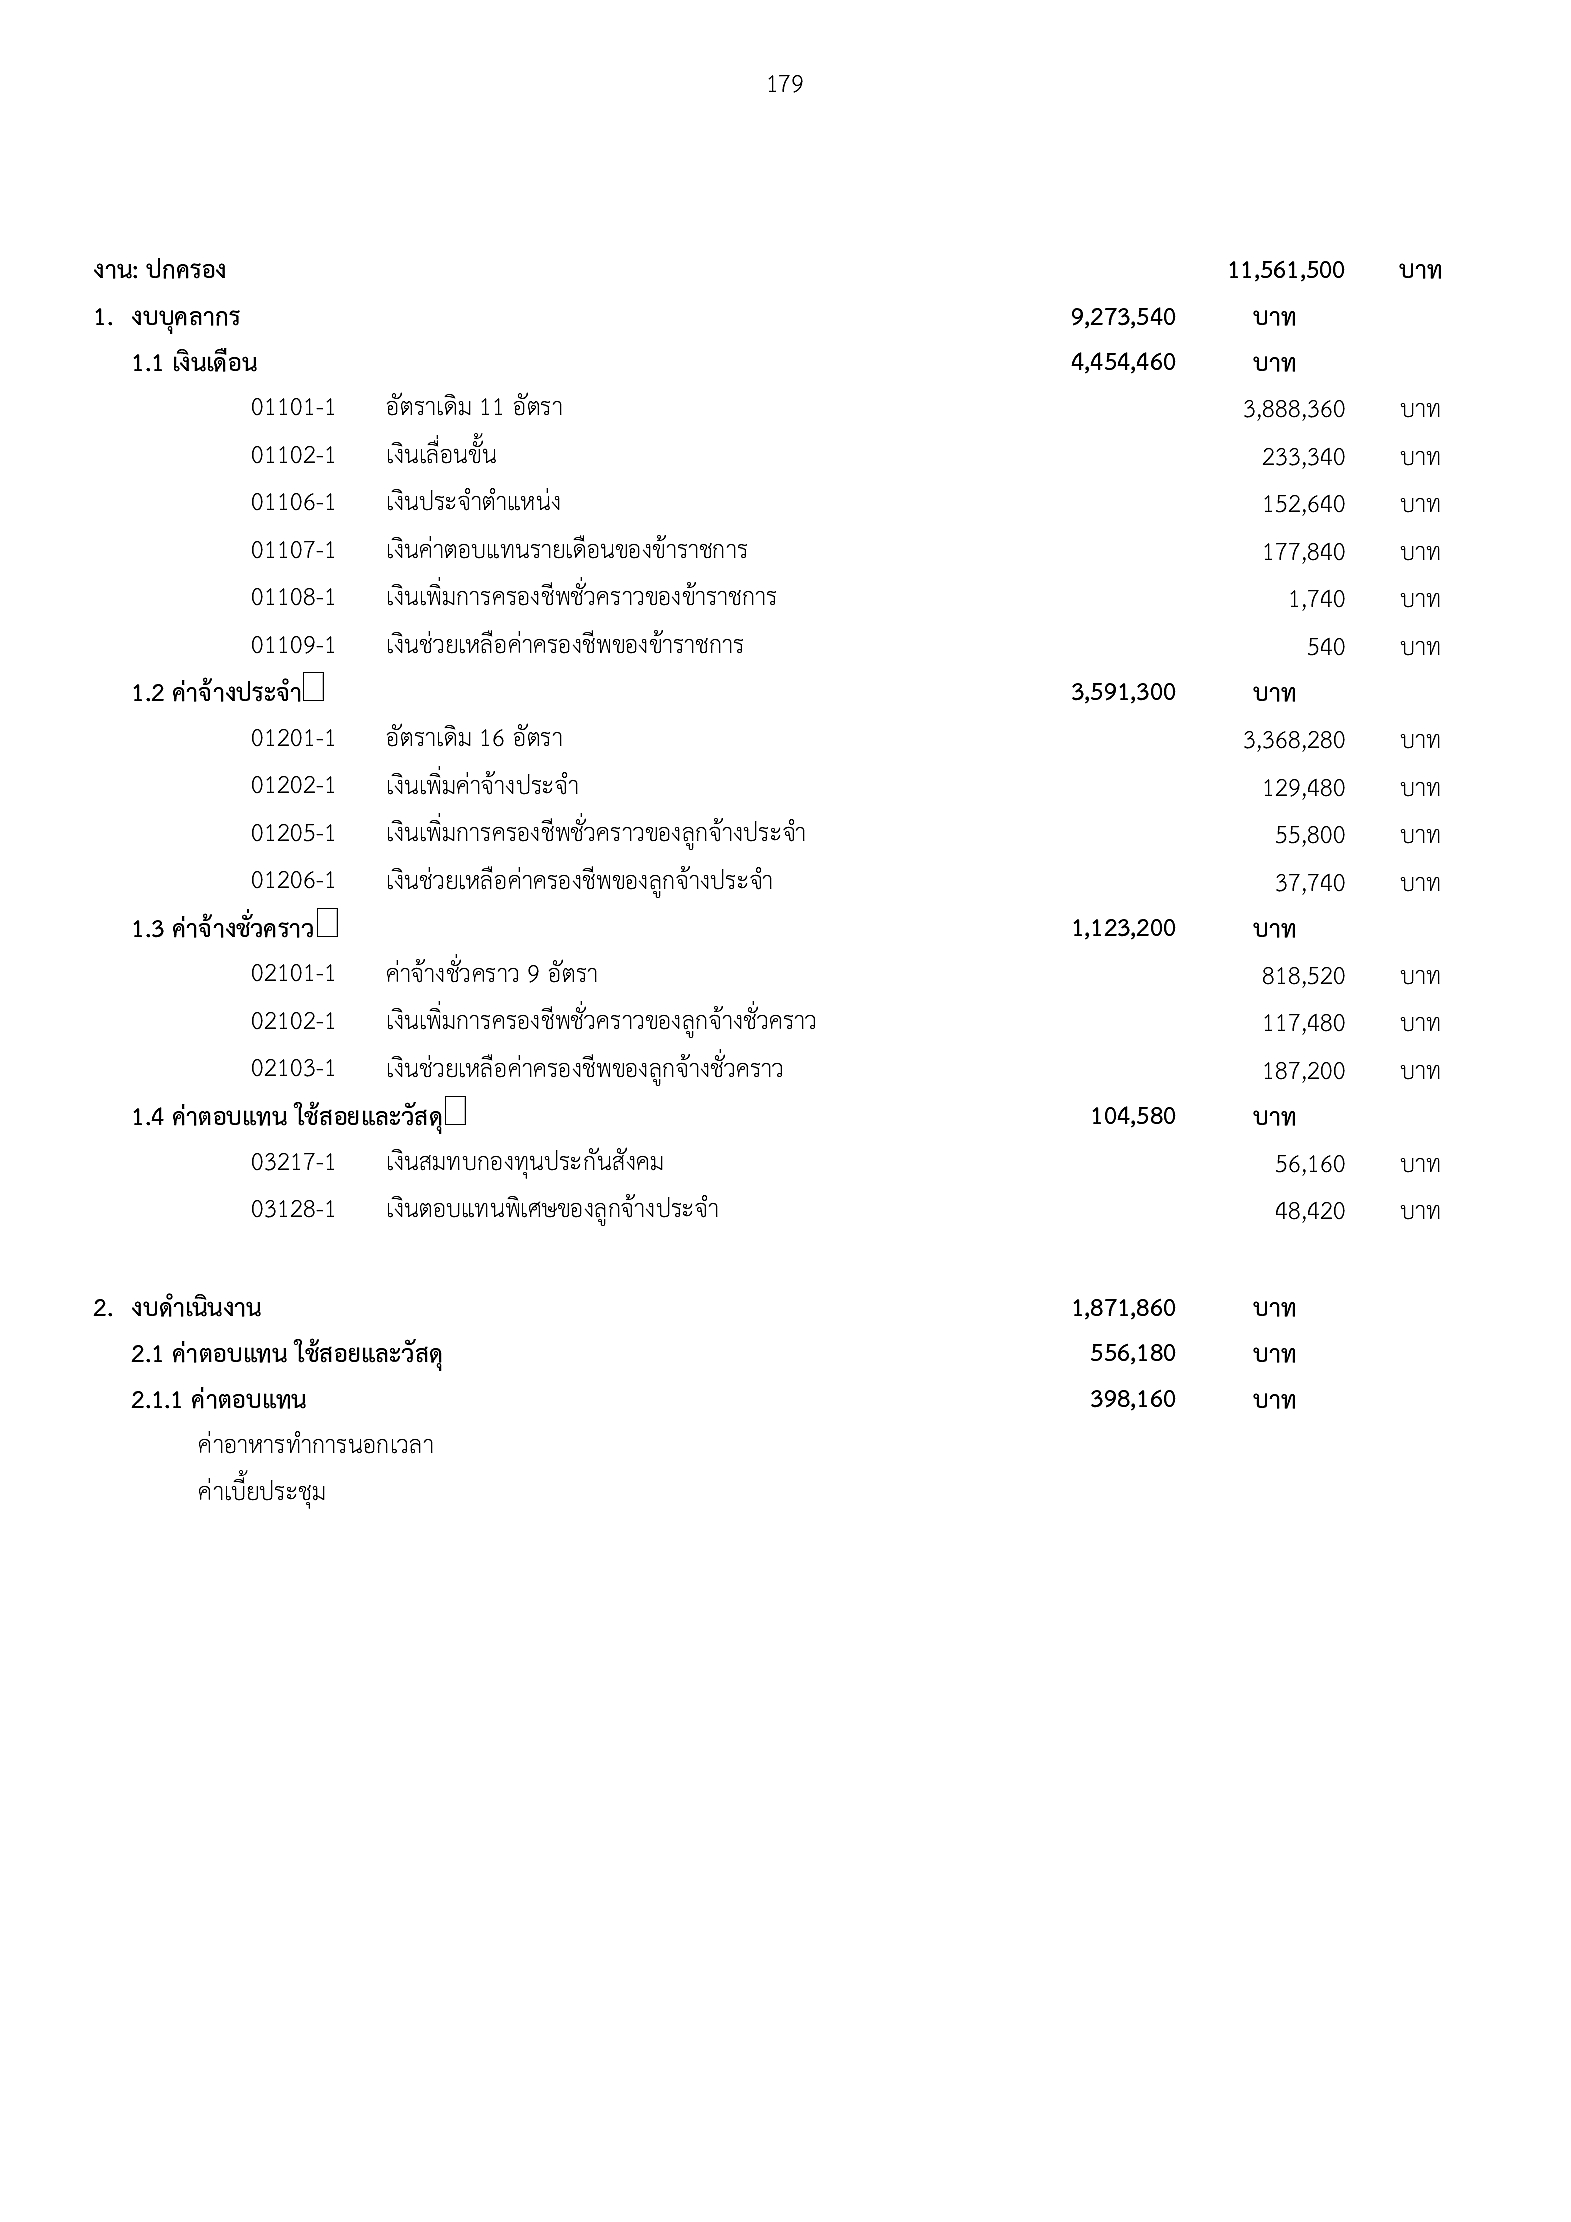 179
งาน: ปกครอง 11,561,500 บาท
1. งบบุคลากร 9,273,540 บาท
1.1 เงินเดือน 4,454,460 บาท
01101-1 อัตราเดิม 11 อัตรา 3,888,360 บาท
01102-1 เงินเลื่อนขั้น 233,340 บาท
01106-1 เงินประจำตำแหน่ง 152,640 บาท
01107-1 เงินค่าตอบแทนรายเดือนของข้าราชการ 177,840 บาท
01108-1 เงินเพิ่มการครองชีพชั่วคราวของข้าราชการ 1,740 บาท
01109-1 เงินช่วยเหลือค่าครองชีพของข้าราชการ 540 บาท
1.2 ค่าจ้างประจำ 3,591,300 บาท
01201-1 อัตราเดิม 16 อัตรา 3,368,280 บาท
01202-1 เงินเพิ่มค่าจ้างประจำ 129,480 บาท
01205-1 เงินเพิ่มการครองชีพชั่วคราวของลูกจ้างประจำ 55,800 บาท
01206-1 เงินช่วยเหลือค่าครองชีพของลูกจ้างประจำ 37,740 บาท
1.3 ค่าจ้างชั่วคราว 1,123,200 บาท
02101-1 ค่าจ้างชั่วคราว 9 อัตรา 818,520 บาท
02102-1 เงินเพิ่มการครองชีพชั่วคราวของลูกจ้างชั่วคราว 117,480 บาท
02103-1 เงินช่วยเหลือค่าครองชีพของลูกจ้างชั่วคราว 187,200 บาท
1.4 ค่าตอบแทน ใช้สอยและวัสดุ 104,580 บาท
03217-1 เงินสมทบกองทุนประกันสังคม 56,160 บาท
03128-1 เงินตอบแทนพิเศษของลูกจ้างประจำ 48,420 บาท
2. งบดำเนินงาน 1,871,860 บาท
2.1 ค่าตอบแทน ใช้สอยและวัสดุ 556,180 บาท
2.1.1 ค่าตอบแทน 398,160 บาท
ค่าอาหารทำการนอกเวลา
ค่าเบี้ยประชุม